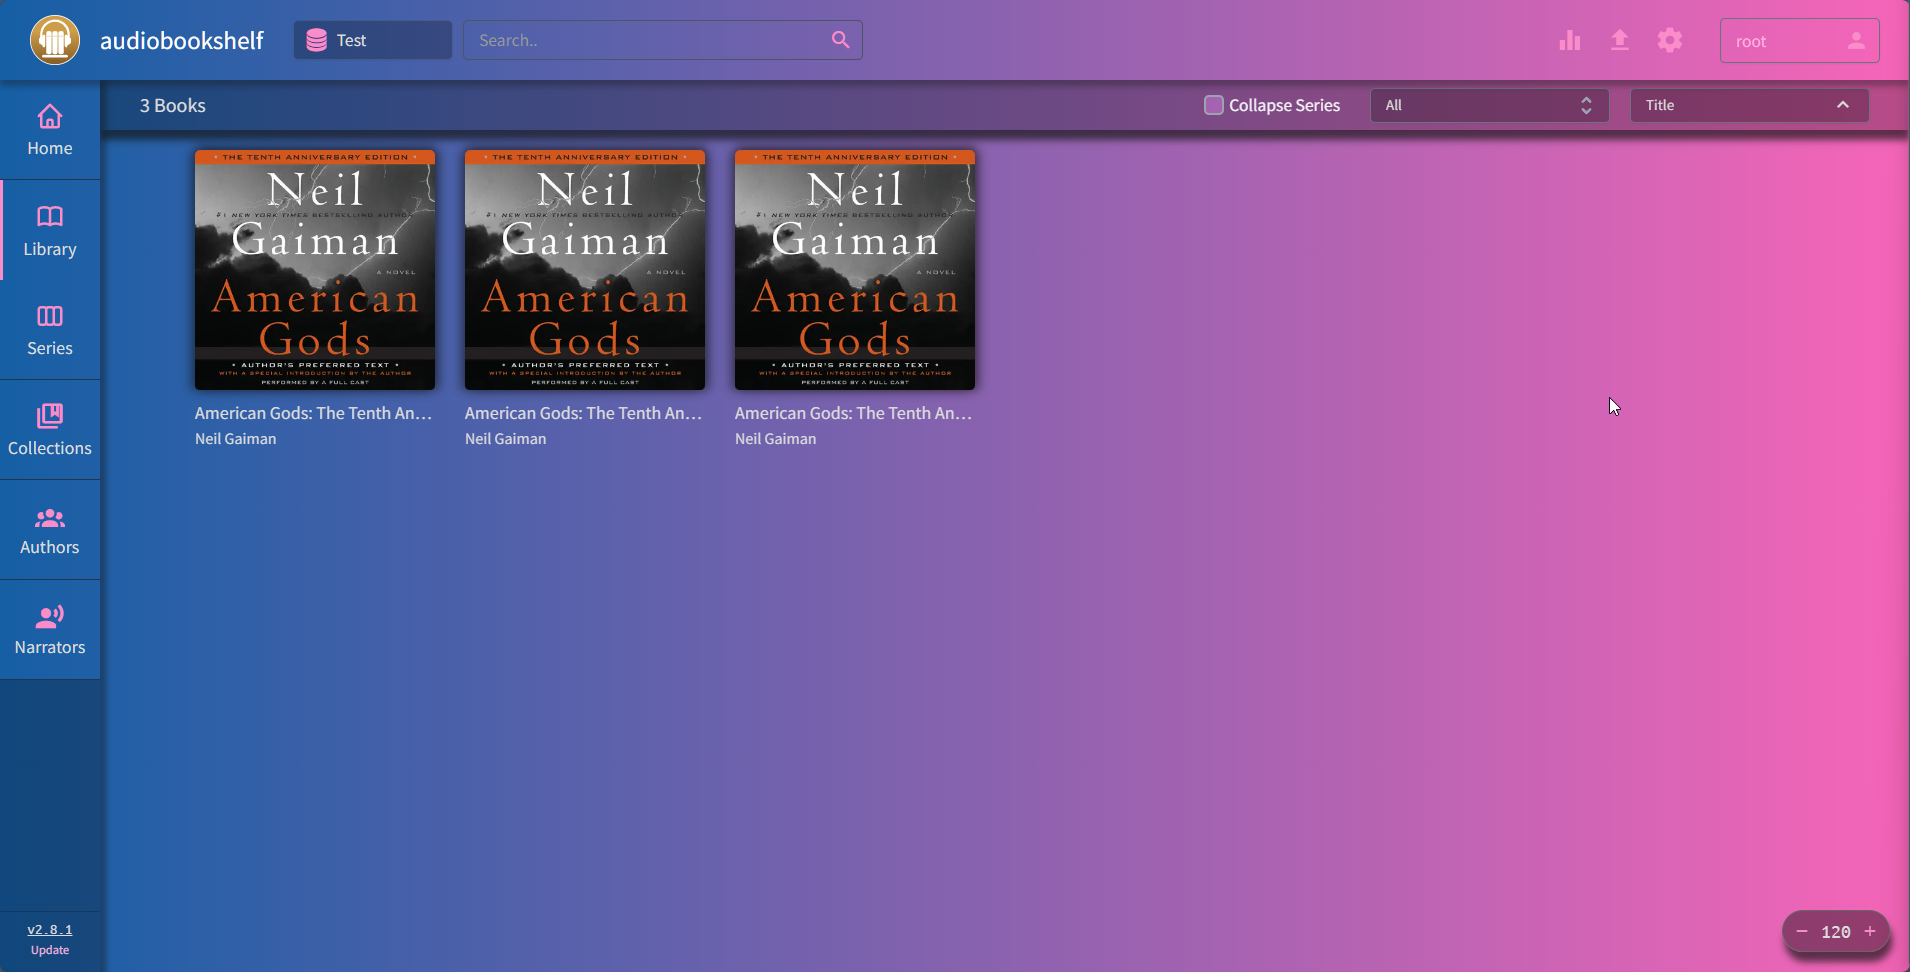 audiobookshelf
Test
Search..
root
3 Books
Collapse Series
All
Title
Home
Library
Series
Collections
Authors
Narrators
• THE TENTH ANNIVERSARY EDITION •
Neil
#1 NEW YORK TIMES BESTSELLING AUTHOR
Gaiman
A NOVEL
American
Gods
• AUTHOR'S PREFERRED TEXT •
WITH A SPECIAL INTRODUCTION BY THE AUTHOR
PERFORMED BY A FULL CAST
American Gods: The Tenth An...
Neil Gaiman
• THE TENTH ANNIVERSARY EDITION •
Neil
#1 NEW YORK TIMES BESTSELLING AUTHOR
Gaiman
A NOVEL
American
Gods
• AUTHOR'S PREFERRED TEXT •
WITH A SPECIAL INTRODUCTION BY THE AUTHOR
PERFORMED BY A FULL CAST
American Gods: The Tenth An...
Neil Gaiman
• THE TENTH ANNIVERSARY EDITION •
Neil
#1 NEW YORK TIMES BESTSELLING AUTHOR
Gaiman
A NOVEL
American
Gods
• AUTHOR'S PREFERRED TEXT •
WITH A SPECIAL INTRODUCTION BY THE AUTHOR
PERFORMED BY A FULL CAST
American Gods: The Tenth An...
Neil Gaiman
v2.8.1
Update
− 120 +